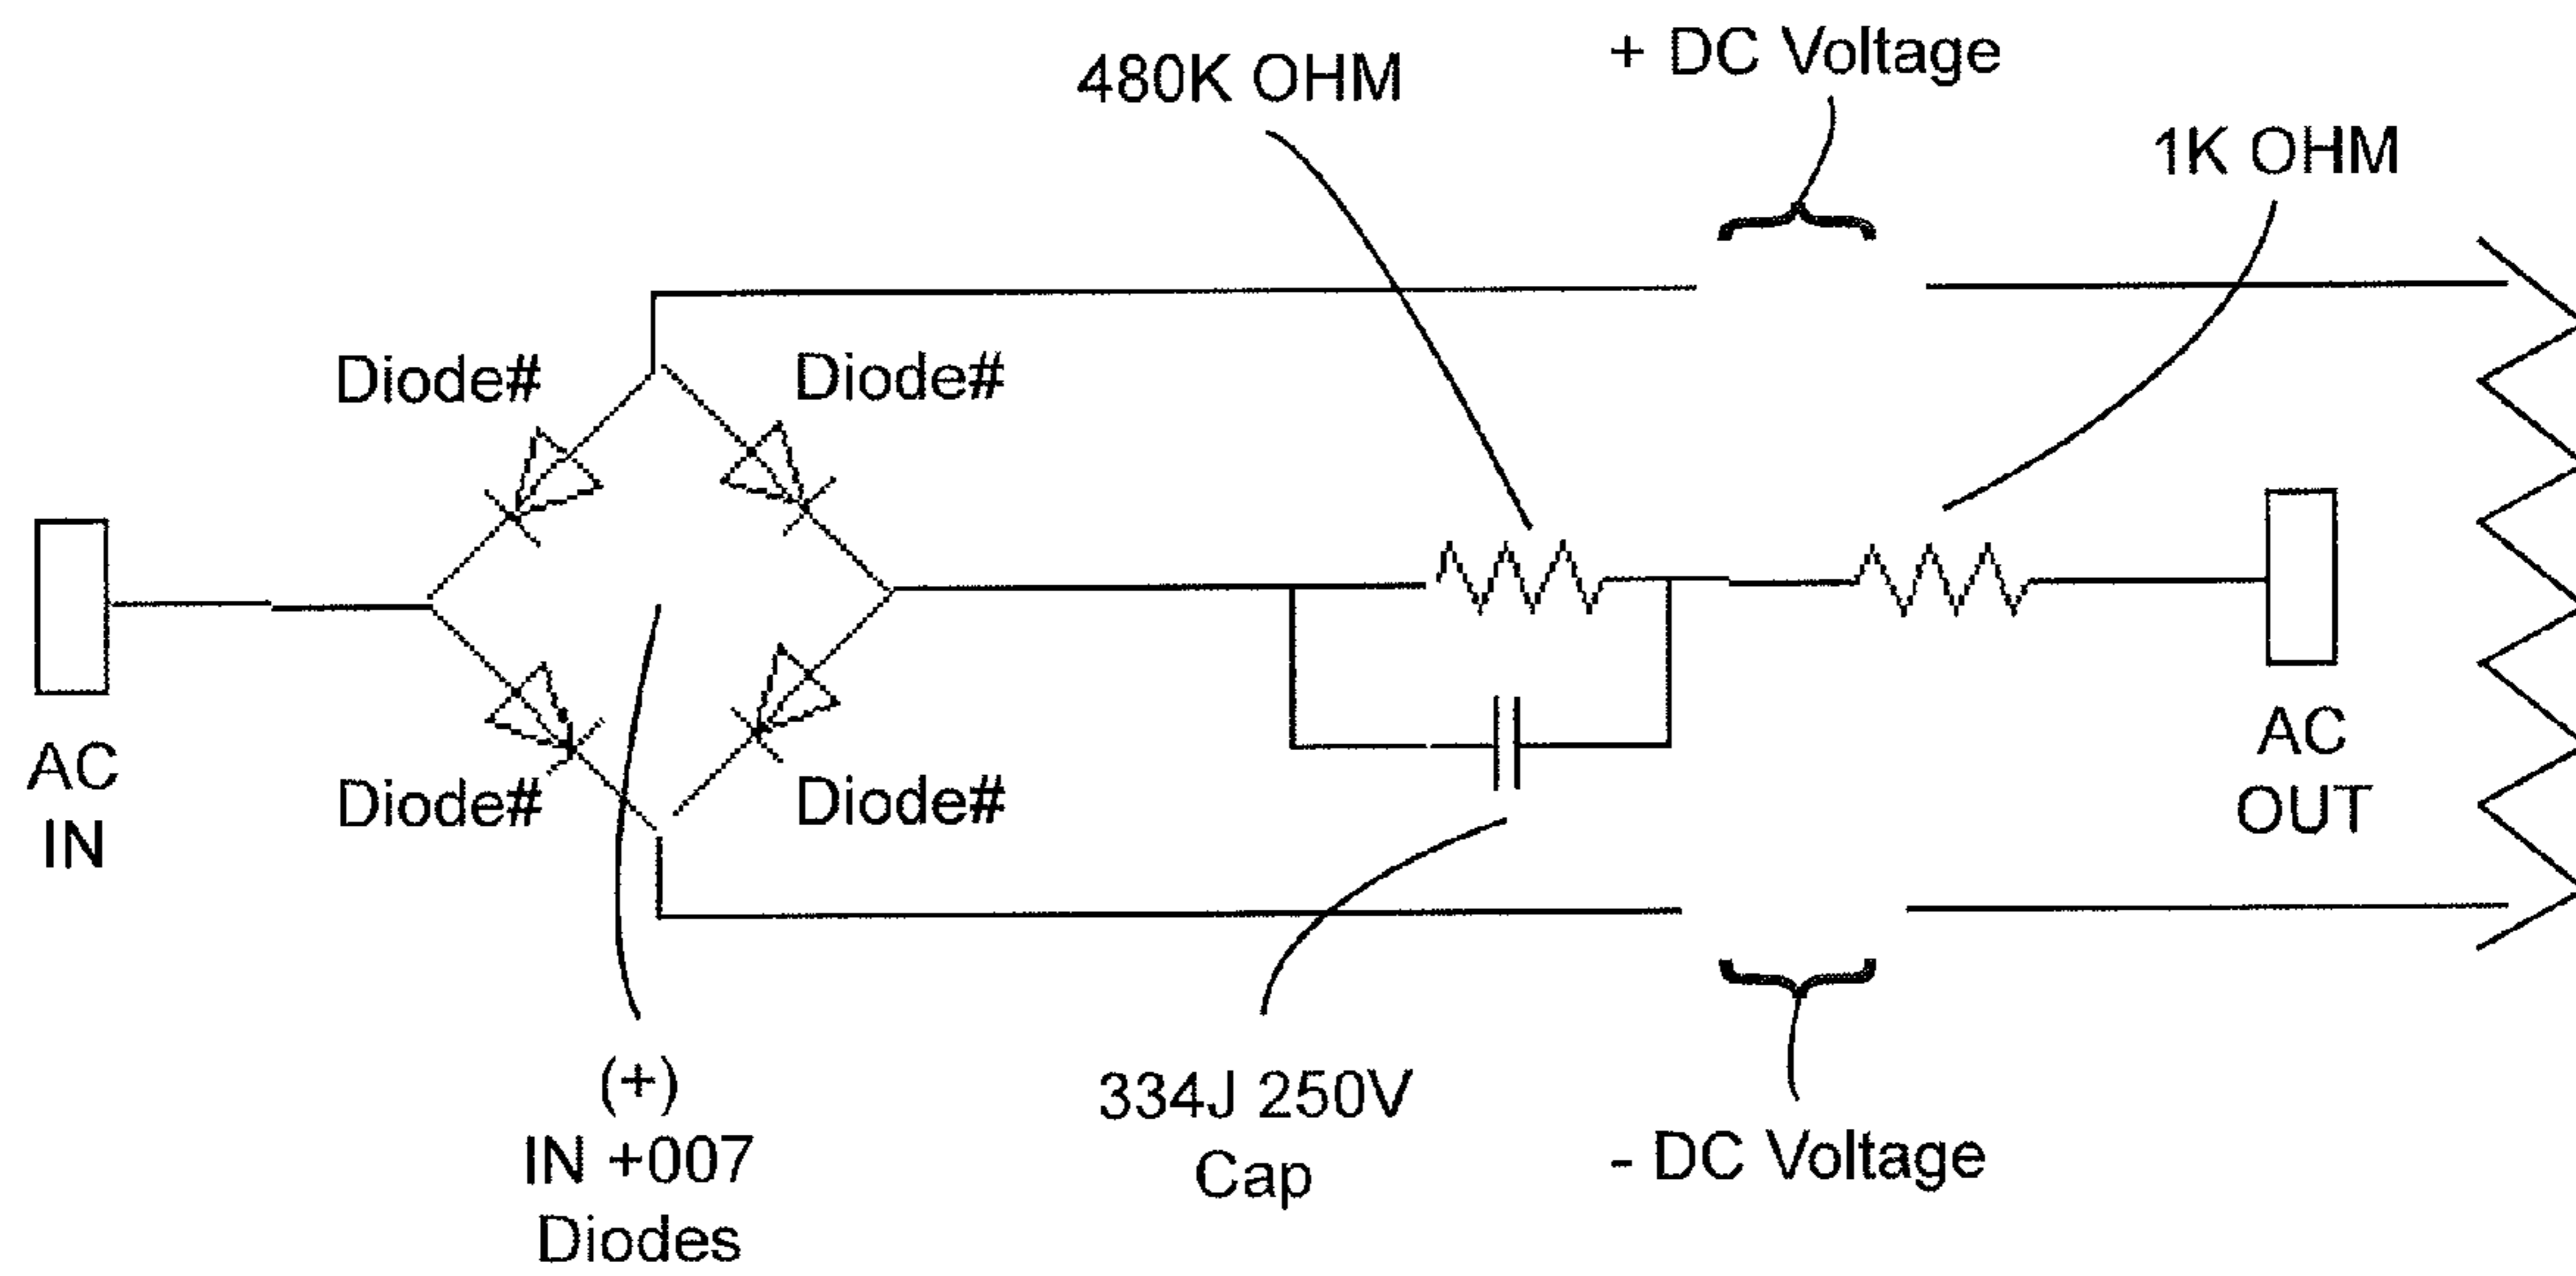 + DC Voltage
480K OHM
1K OHM
Diode#
Diode#
AC
IN
AC
OUT
Diode#
Diode#
(+)
IN +007
Diodes
334J 250V
Cap
- DC Voltage